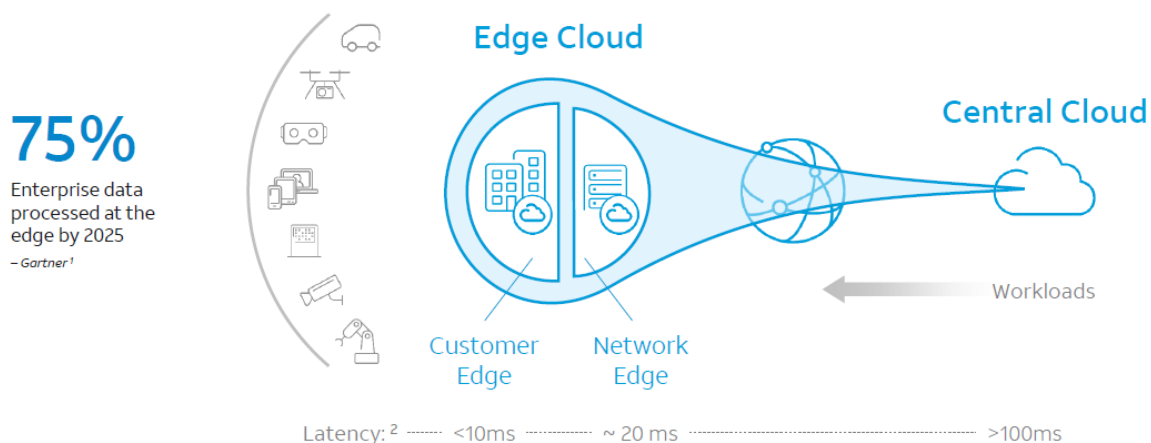 75%
Enterprise data
processed at the
edge by 2025
– Gartner ¹
Edge Cloud
Central Cloud
Workloads
Customer
Edge
Network
Edge
Latency: ² ------ <10ms ------------ ~ 20 ms ------------------------------------------------ >100ms